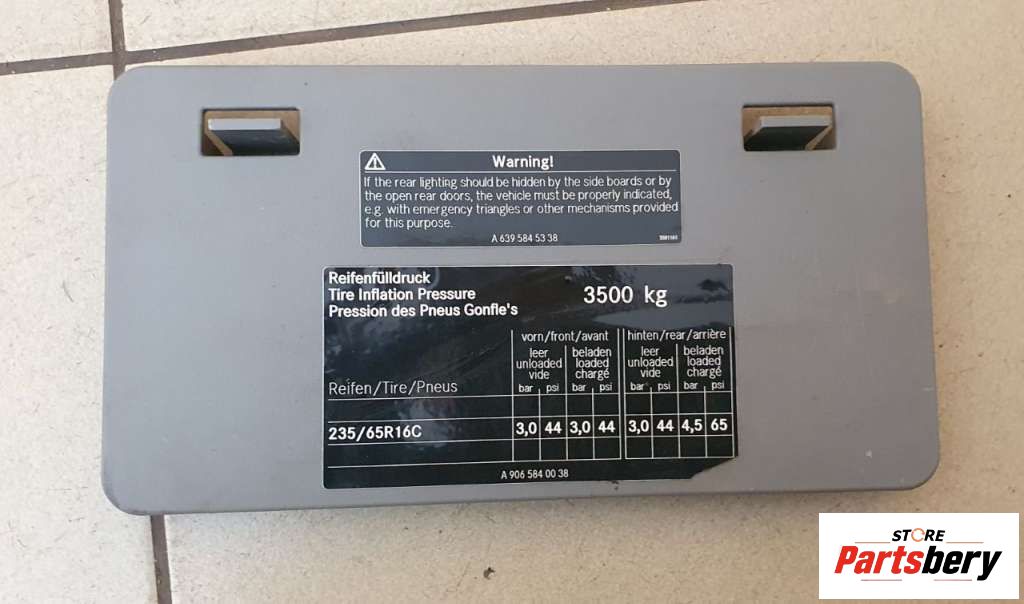 Warning!
If the rear lighting should be hidden by the side boards or by
the open rear doors, the vehicle must be properly indicated,
e.g. with emergency triangles or other mechanisms provided
for this purpose.
A 639 584 53 38
Reifenfülldruck
Tire Inflation Pressure
Pression des Pneus Gonfle's
3500 kg
vorn/front/avant hinten/rear/arrière
leer beladen leer beladen
unloaded loaded unloaded loaded
vide chargé vide chargé
Reifen/Tire/Pneus bar psi bar psi bar psi bar psi
235/65R16C 3,0 44 3,0 44 3,0 44 4,5 65
A 906 584 00 38
STORE
Partsbery